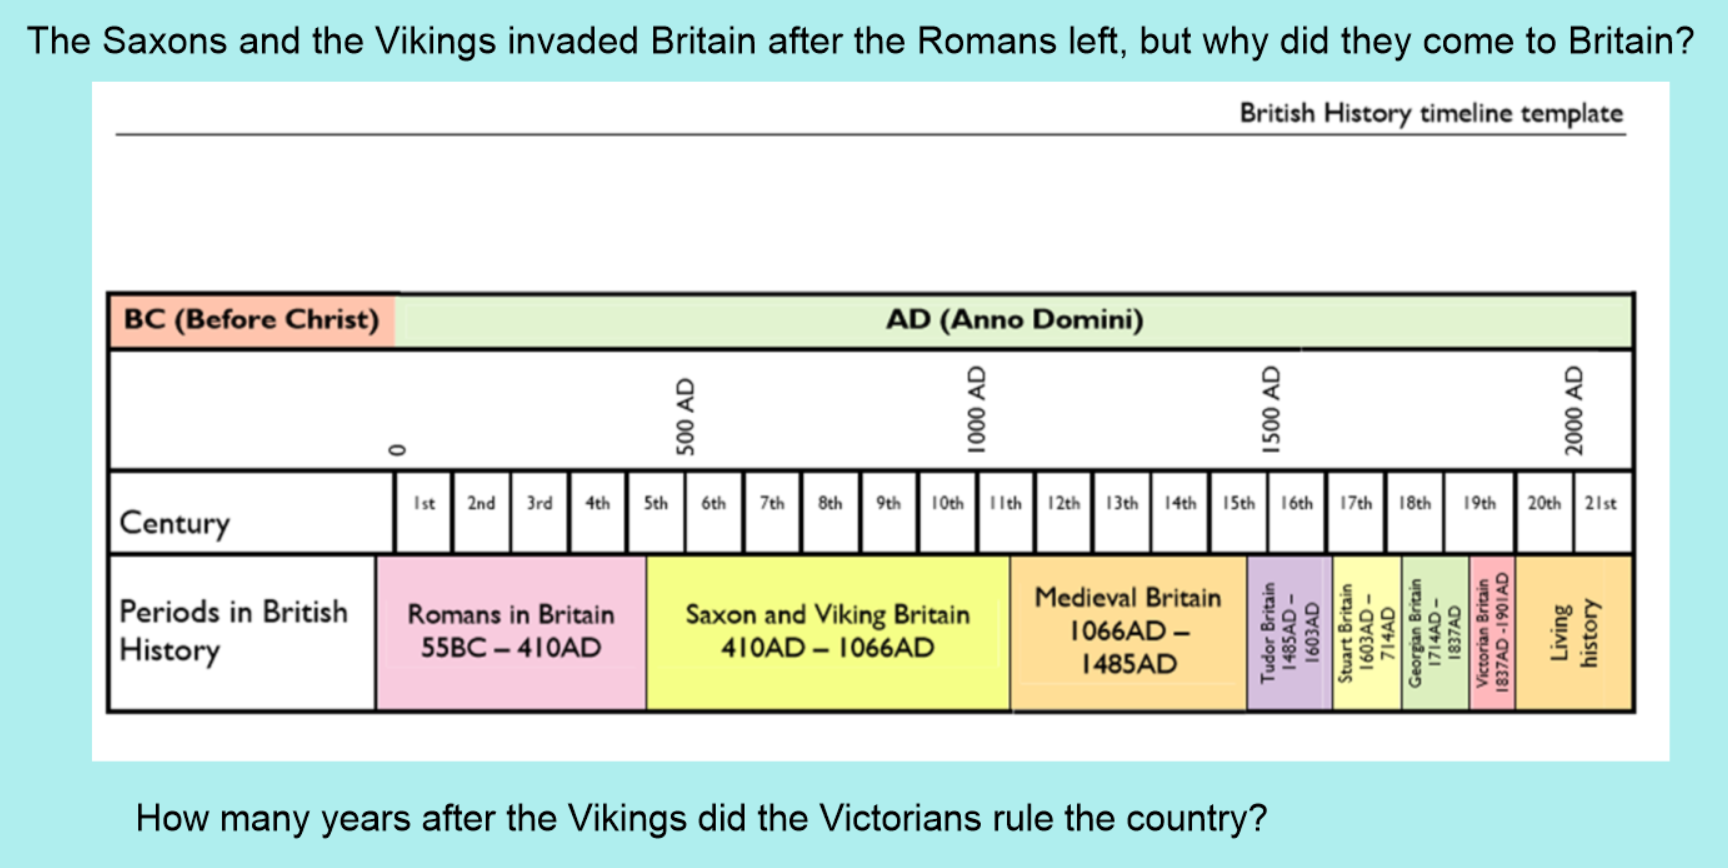 The Saxons and the Vikings invaded Britain after the Romans left, but why did they come to Britain?
British History timeline template
BC (Before Christ)
AD (Anno Domini)
0
500 AD
1000 AD
1500 AD
2000 AD
Century
1st
2nd
3rd
4th
5th
6th
7th
8th
9th
10th
11th
12th
13th
14th
15th
16th
17th
18th
19th
20th
21st
Periods in British
History
Romans in Britain
55BC – 410AD
Saxon and Viking Britain
410AD – 1066AD
Medieval Britain
1066AD –
1485AD
Tudor Britain
1485AD –
1603AD
Stuart Britain
1603AD –
714AD
Georgian Britain
1714AD –
1837AD
Victorian Britain
1837AD -1901AD
Living
history
How many years after the Vikings did the Victorians rule the country?